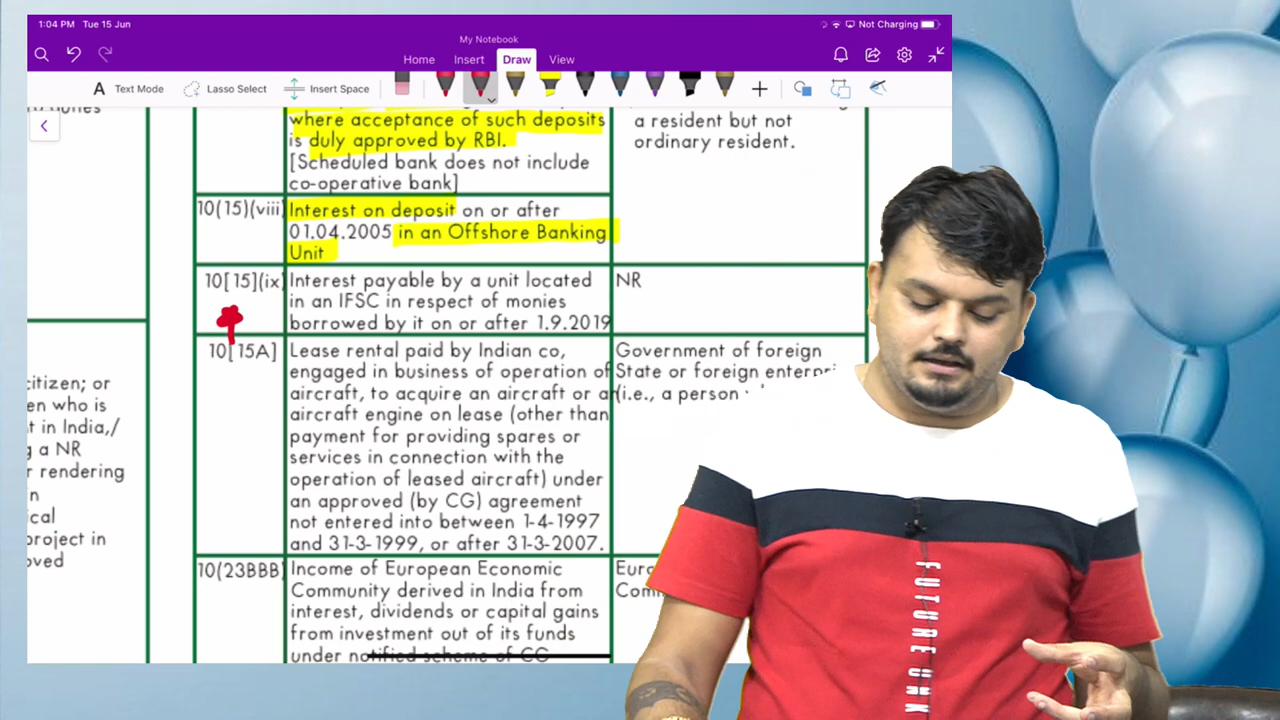 1:04 PM Tue 15 Jun
Not Charging
My Notebook
Home Insert Draw View
Text Mode Lasso Select Insert Space
where acceptance of such deposits
is duly approved by RBI.
[Scheduled bank does not include
co-operative bank]
a resident but not
ordinary resident.
10(15)(viii) Interest on deposit on or after
01.04.2005 in an Offshore Banking
Unit
10[15](ix) Interest payable by a unit located
in an IFSC in respect of monies
borrowed by it on or after 1.9.2019
NR
10[15A] Lease rental paid by Indian co,
engaged in business of operation of
aircraft, to acquire an aircraft or an
aircraft engine on lease (other than
payment for providing spares or
services in connection with the
operation of leased aircraft) under
an approved (by CG) agreement
not entered into between 1-4-1997
and 31-3-1999, or after 31-3-2007.
Government of foreign
State or foreign
(i.e., a person
10(23BBB) Income of European Economic
Community derived in India from
interest, dividends or capital gains
from investment out of its funds
under notified scheme of CG
citizen; or
en who is
t in India,/
g a NR
r rendering
n
ical
project in
oved
FUTURE